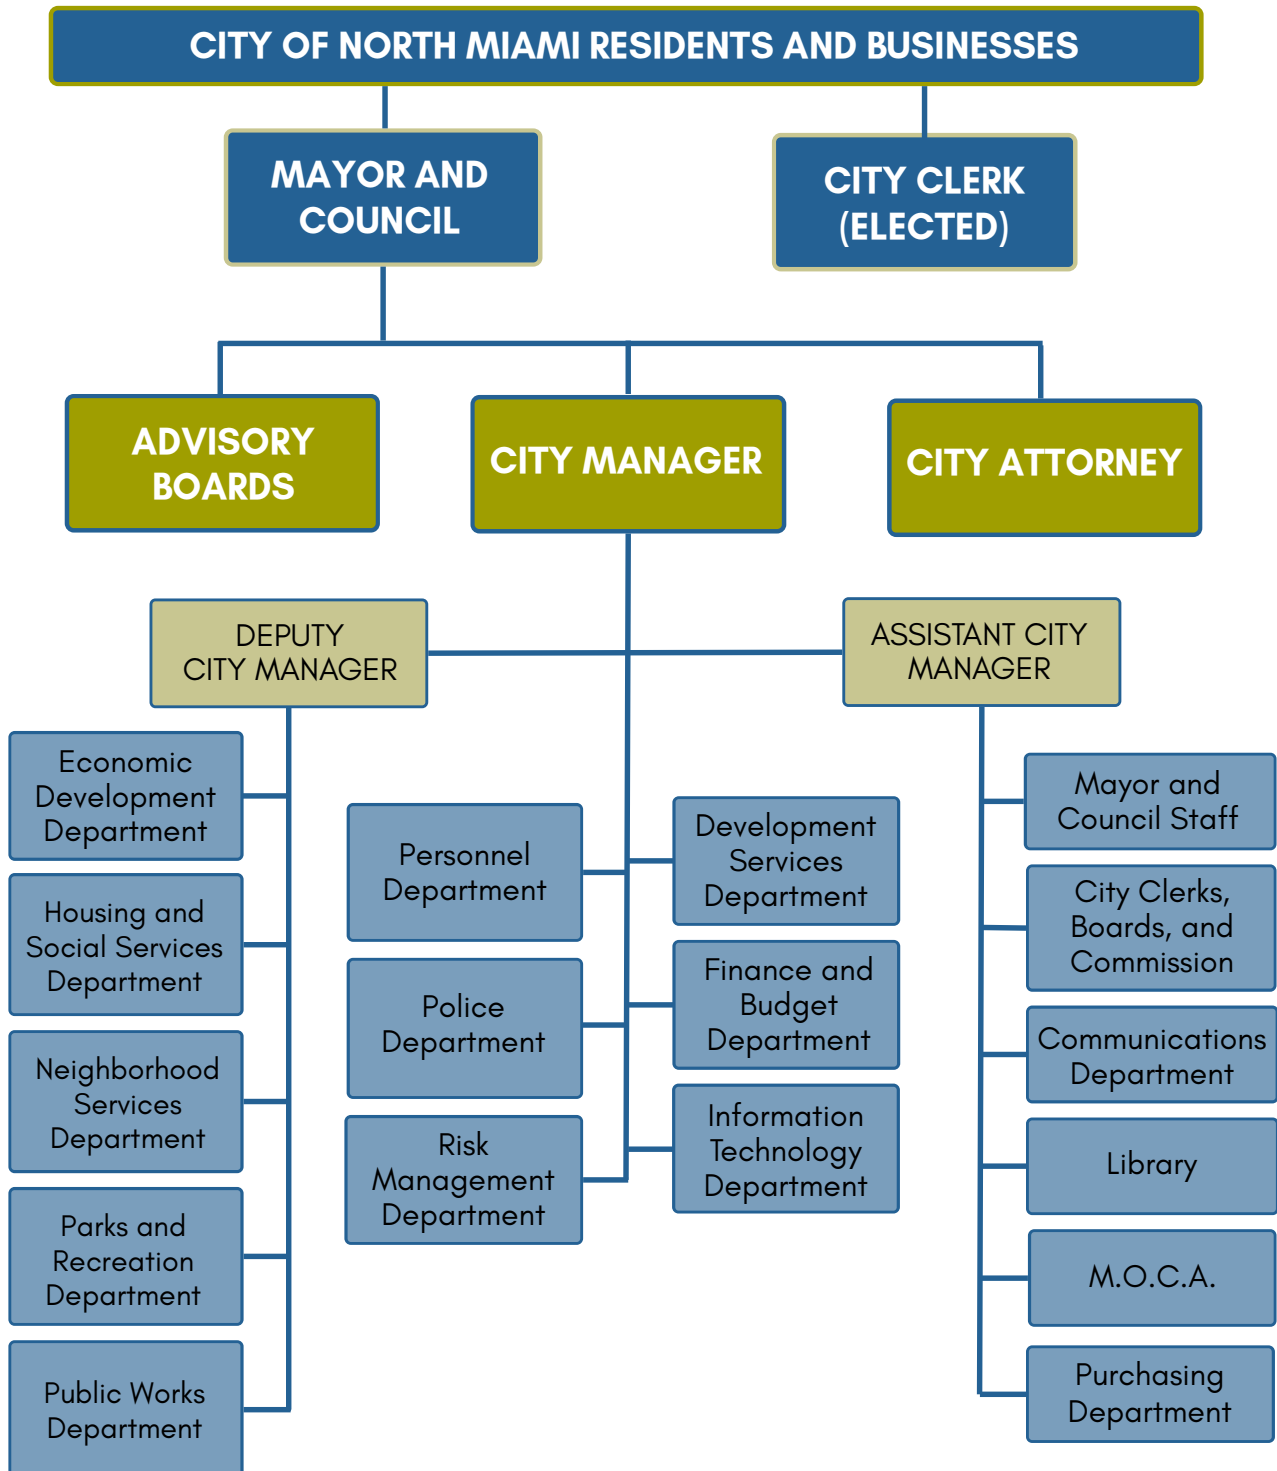 CITY OF NORTH MIAMI RESIDENTS AND BUSINESSES
MAYOR AND
COUNCIL
CITY CLERK
(ELECTED)
ADVISORY
BOARDS
CITY MANAGER
CITY ATTORNEY
DEPUTY
CITY MANAGER
ASSISTANT CITY
MANAGER
Economic
Development
Department
Housing and
Social Services
Department
Neighborhood
Services
Department
Parks and
Recreation
Department
Public Works
Department
Personnel
Department
Police
Department
Risk
Management
Department
Development
Services
Department
Finance and
Budget
Department
Information
Technology
Department
Mayor and
Council Staff
City Clerks,
Boards, and
Commission
Communications
Department
Library
M.O.C.A.
Purchasing
Department